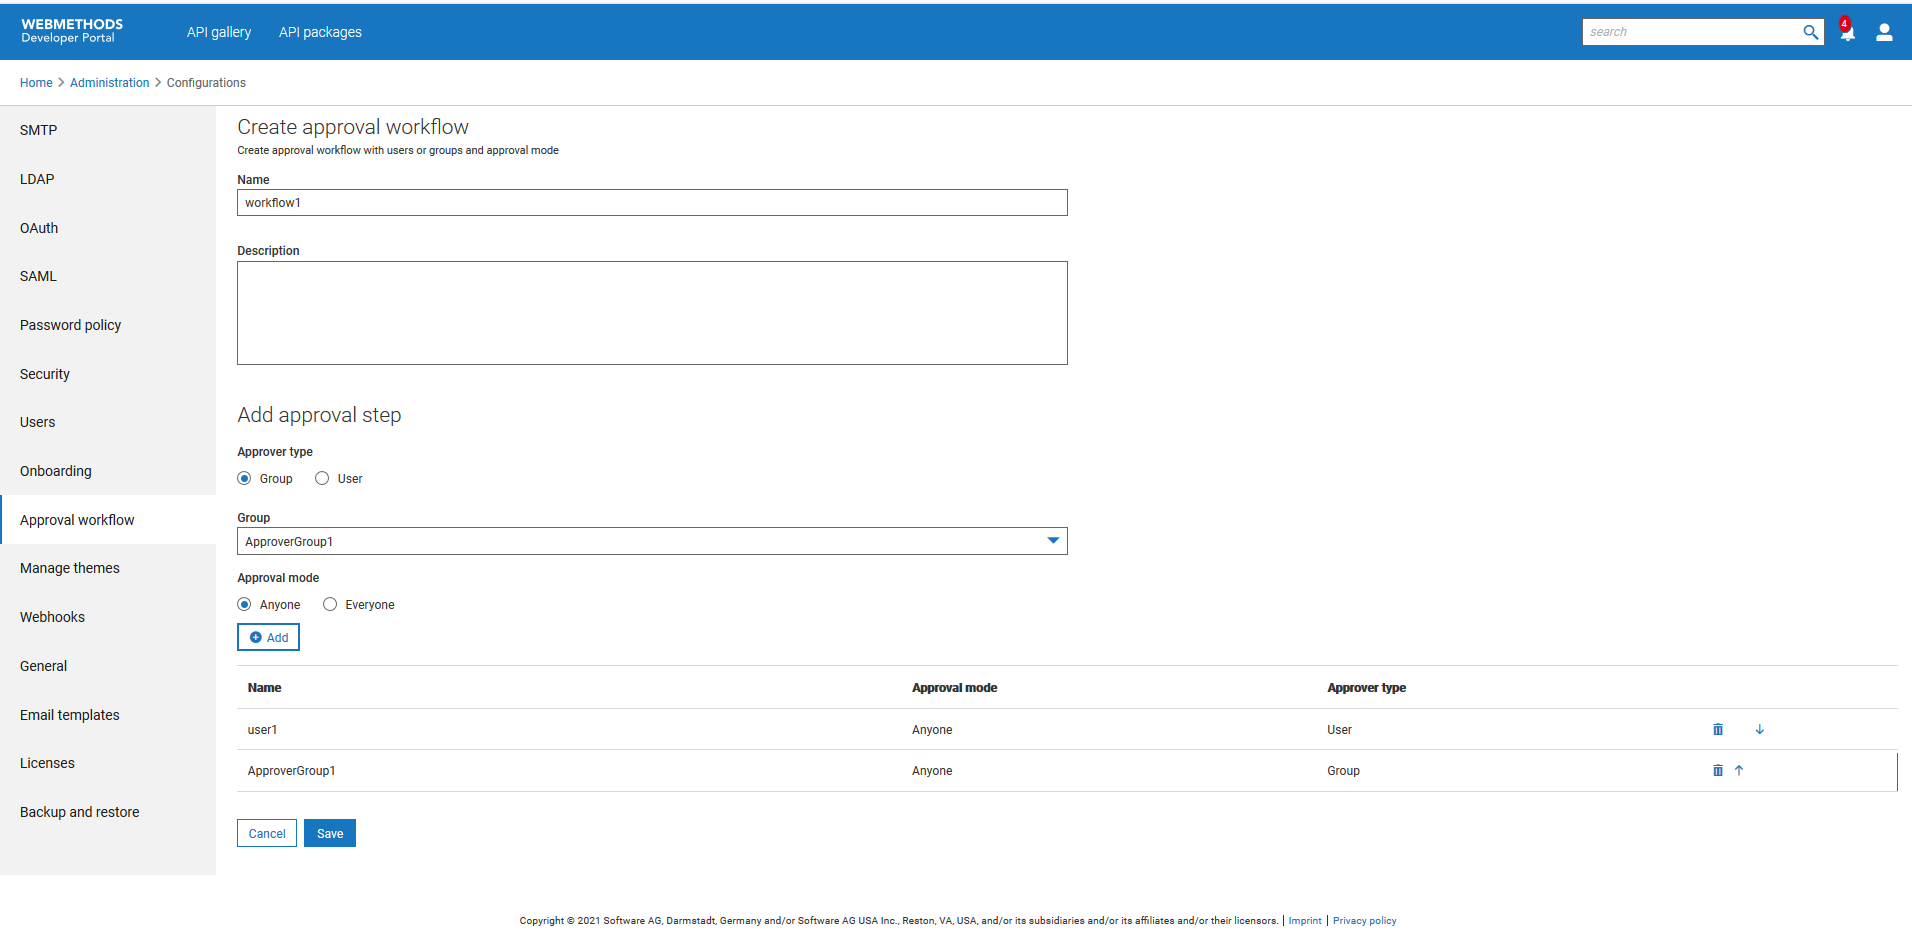 WEBMETHODS
Developer Portal
API gallery
API packages
search
4
Home > Administration > Configurations
SMTP
LDAP
OAuth
SAML
Password policy
Security
Users
Onboarding
Approval workflow
Manage themes
Webhooks
General
Email templates
Licenses
Backup and restore
Create approval workflow
Create approval workflow with users or groups and approval mode
Name
workflow1
Description
Add approval step
Approver type
Group User
Group
ApproverGroup1
Approval mode
Anyone Everyone
Add
Name Approval mode Approver type
user1 Anyone User
ApproverGroup1 Anyone Group
Cancel Save
Copyright © 2021 Software AG, Darmstadt, Germany and/or Software AG USA Inc., Reston, VA, USA, and/or its subsidiaries and/or its affiliates and/or their licensors. | Imprint | Privacy policy